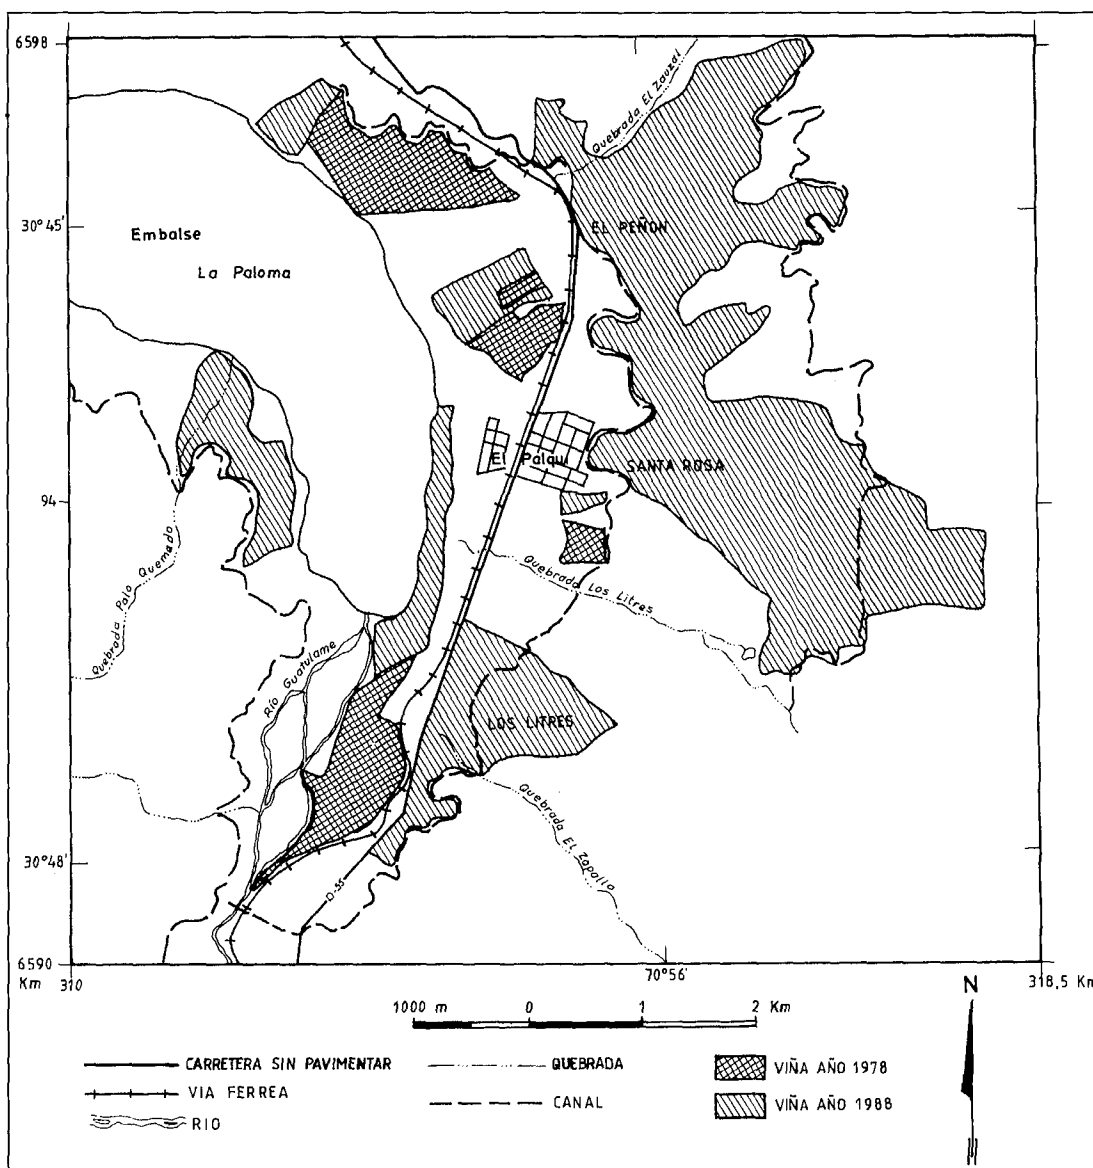 6598
Quebrada El Zauzal
30°45'
EL PEÑON
Embalse
La Paloma
El Palqui
SANTA ROSA
94
Quebrada Palo Quemado
Quebrada Los Litres
Río Guatulame
LOS LITRES
Quebrada El Zapallo
30°48'
D-55
6590
Km
310
70°56'
318,5 Km
N
1000 m 0 1 2 Km
CARRETERA SIN PAVIMENTAR
VIA FERREA
RIO
QUEBRADA
CANAL
VIÑA AÑO 1978
VIÑA AÑO 1988